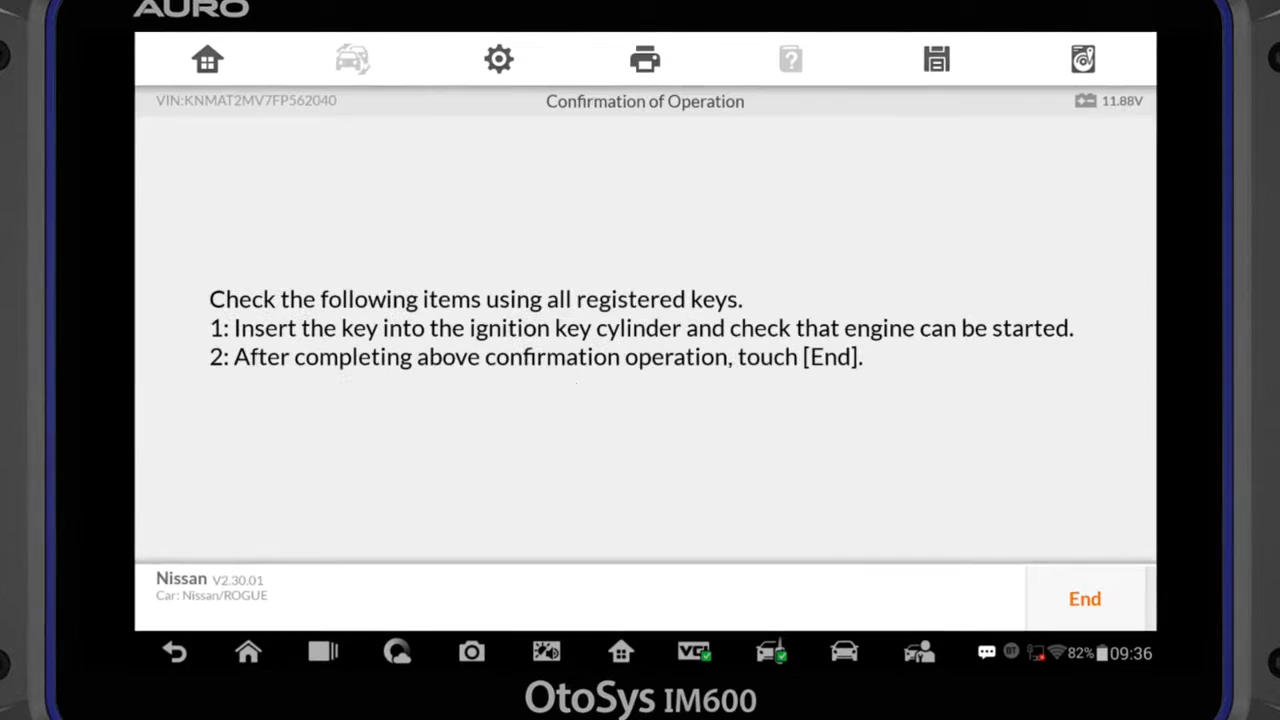 AURO
VIN:KNMAT2MV7FP562040
Confirmation of Operation
11.88V
Check the following items using all registered keys.
1: Insert the key into the ignition key cylinder and check that engine can be started.
2: After completing above confirmation operation, touch [End].
Nissan V2.30.01
Car: Nissan/ROGUE
End
VCI
BT
82%
09:36
OtoSys IM600